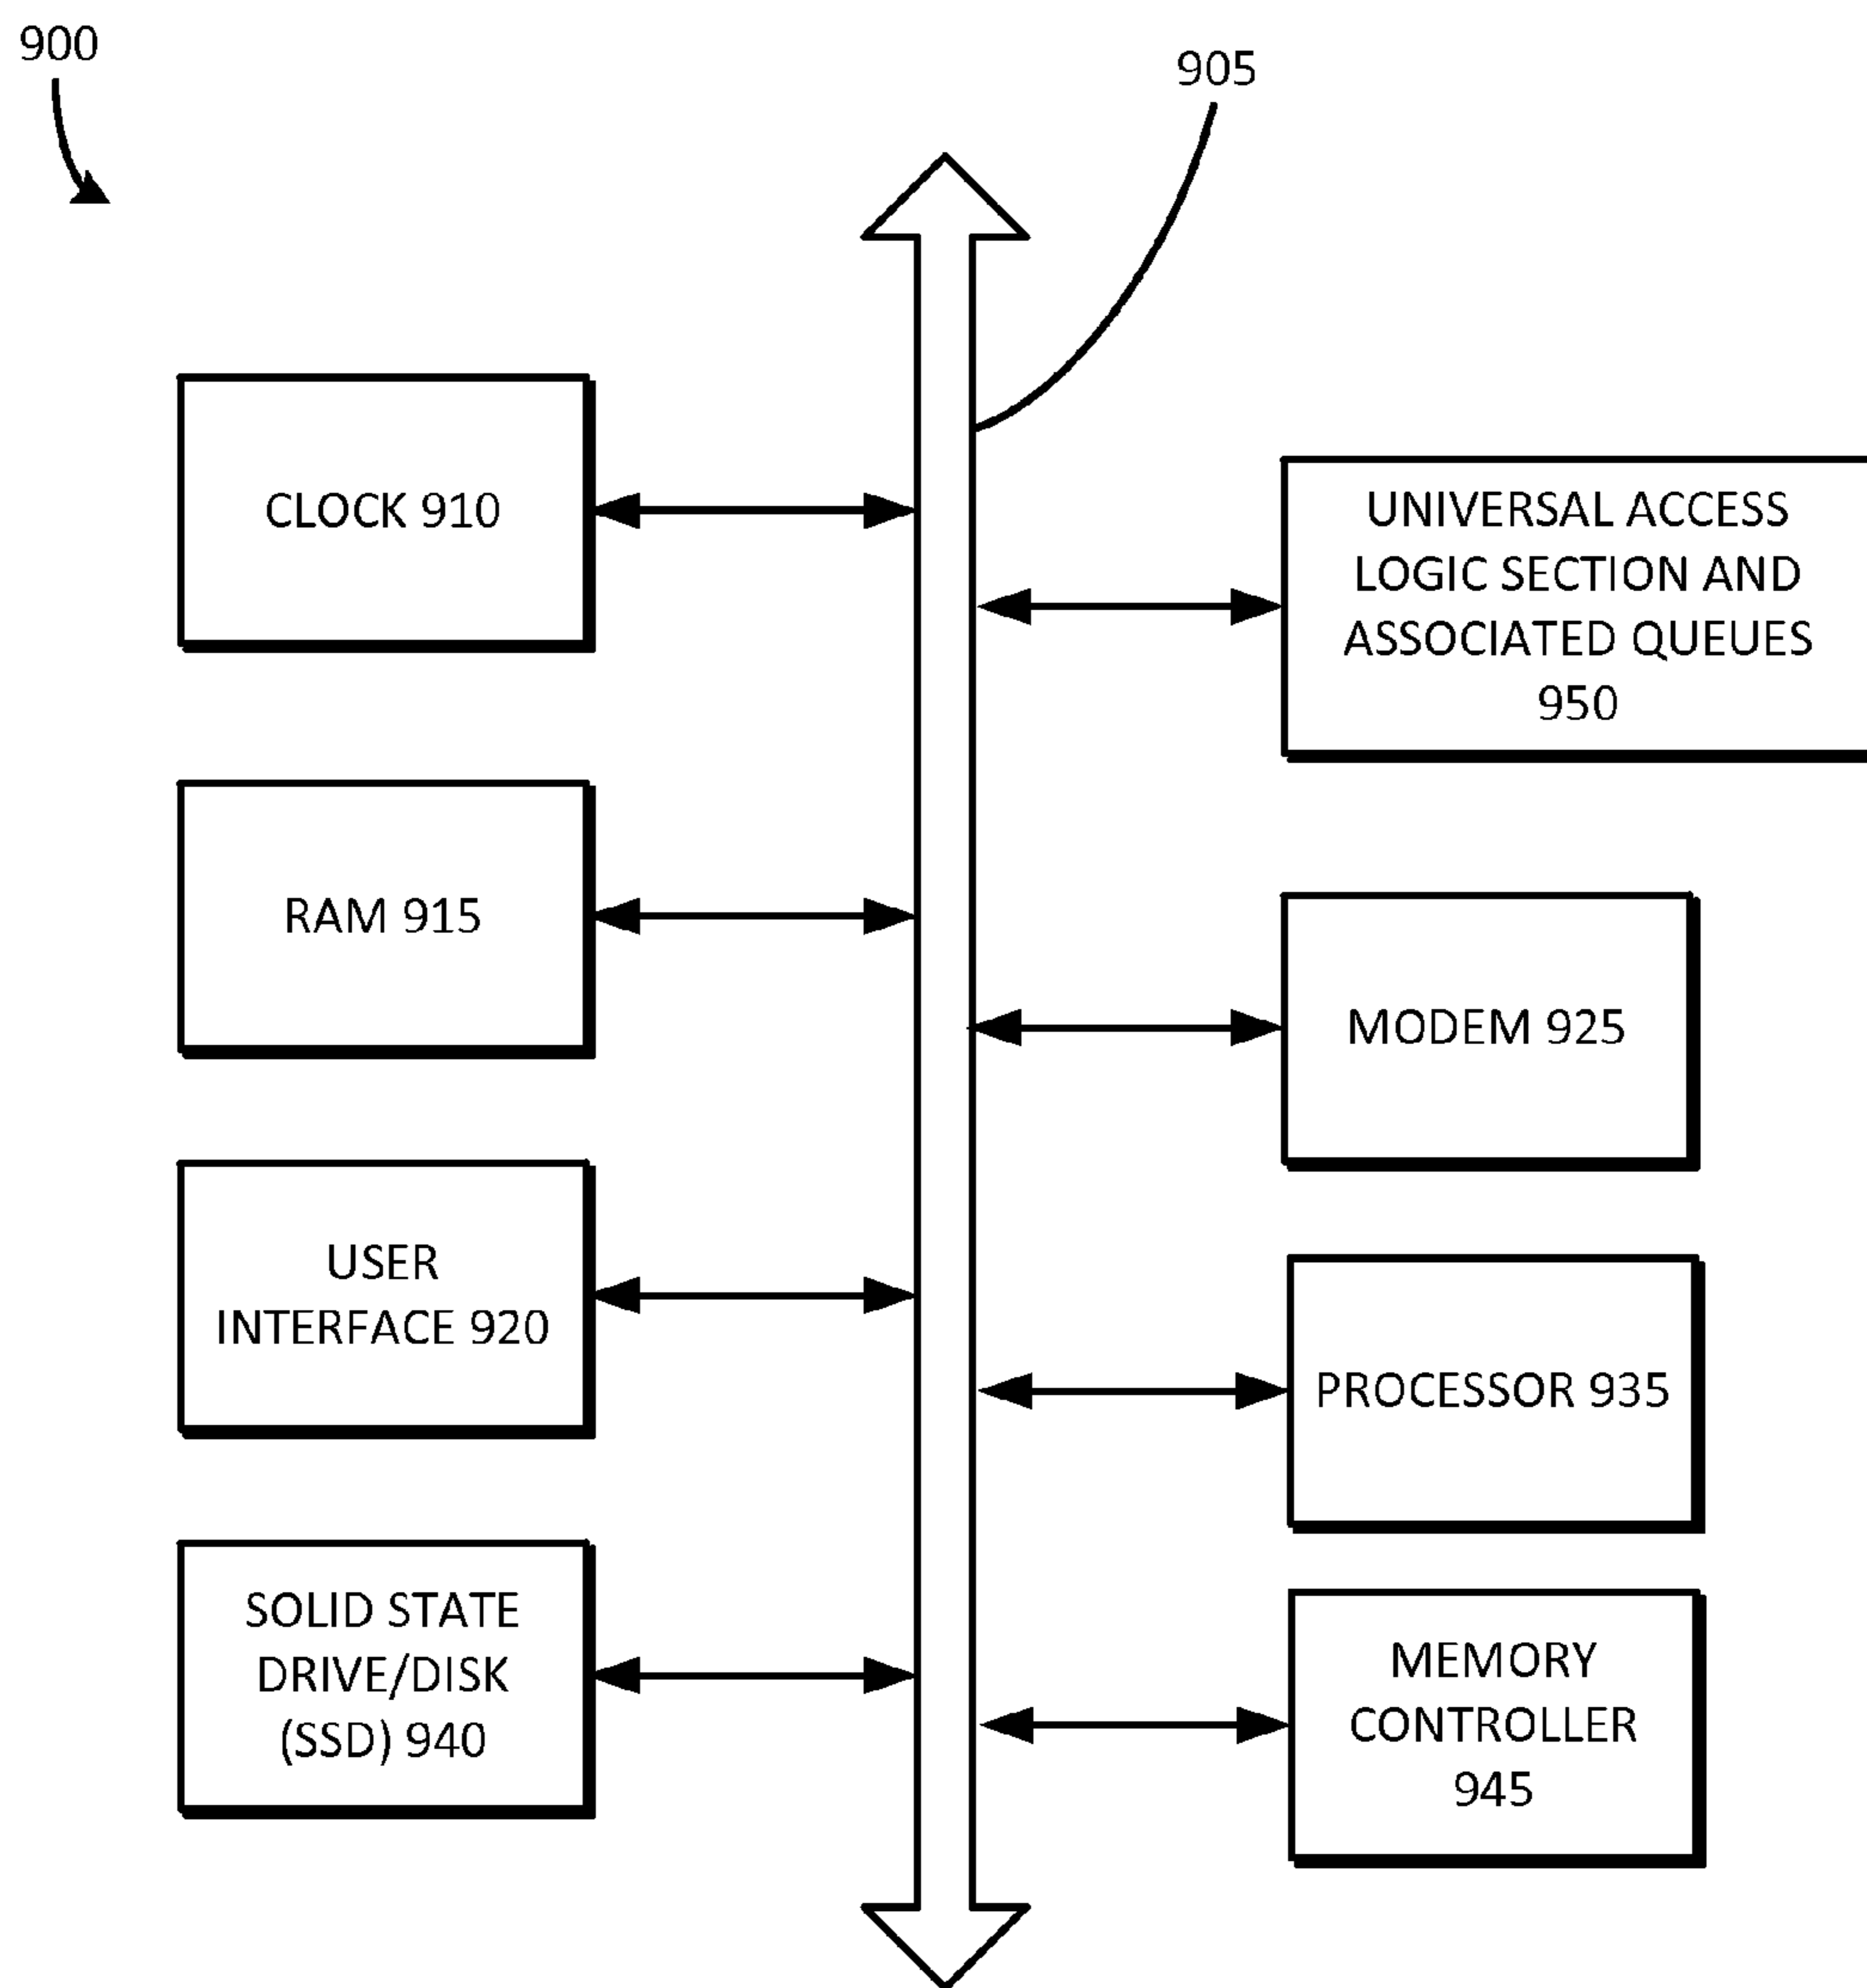 900
905
CLOCK 910
UNIVERSAL ACCESS
LOGIC SECTION AND
ASSOCIATED QUEUES
950
RAM 915
MODEM 925
USER
INTERFACE 920
PROCESSOR 935
SOLID STATE
DRIVE/DISK
(SSD) 940
MEMORY
CONTROLLER
945